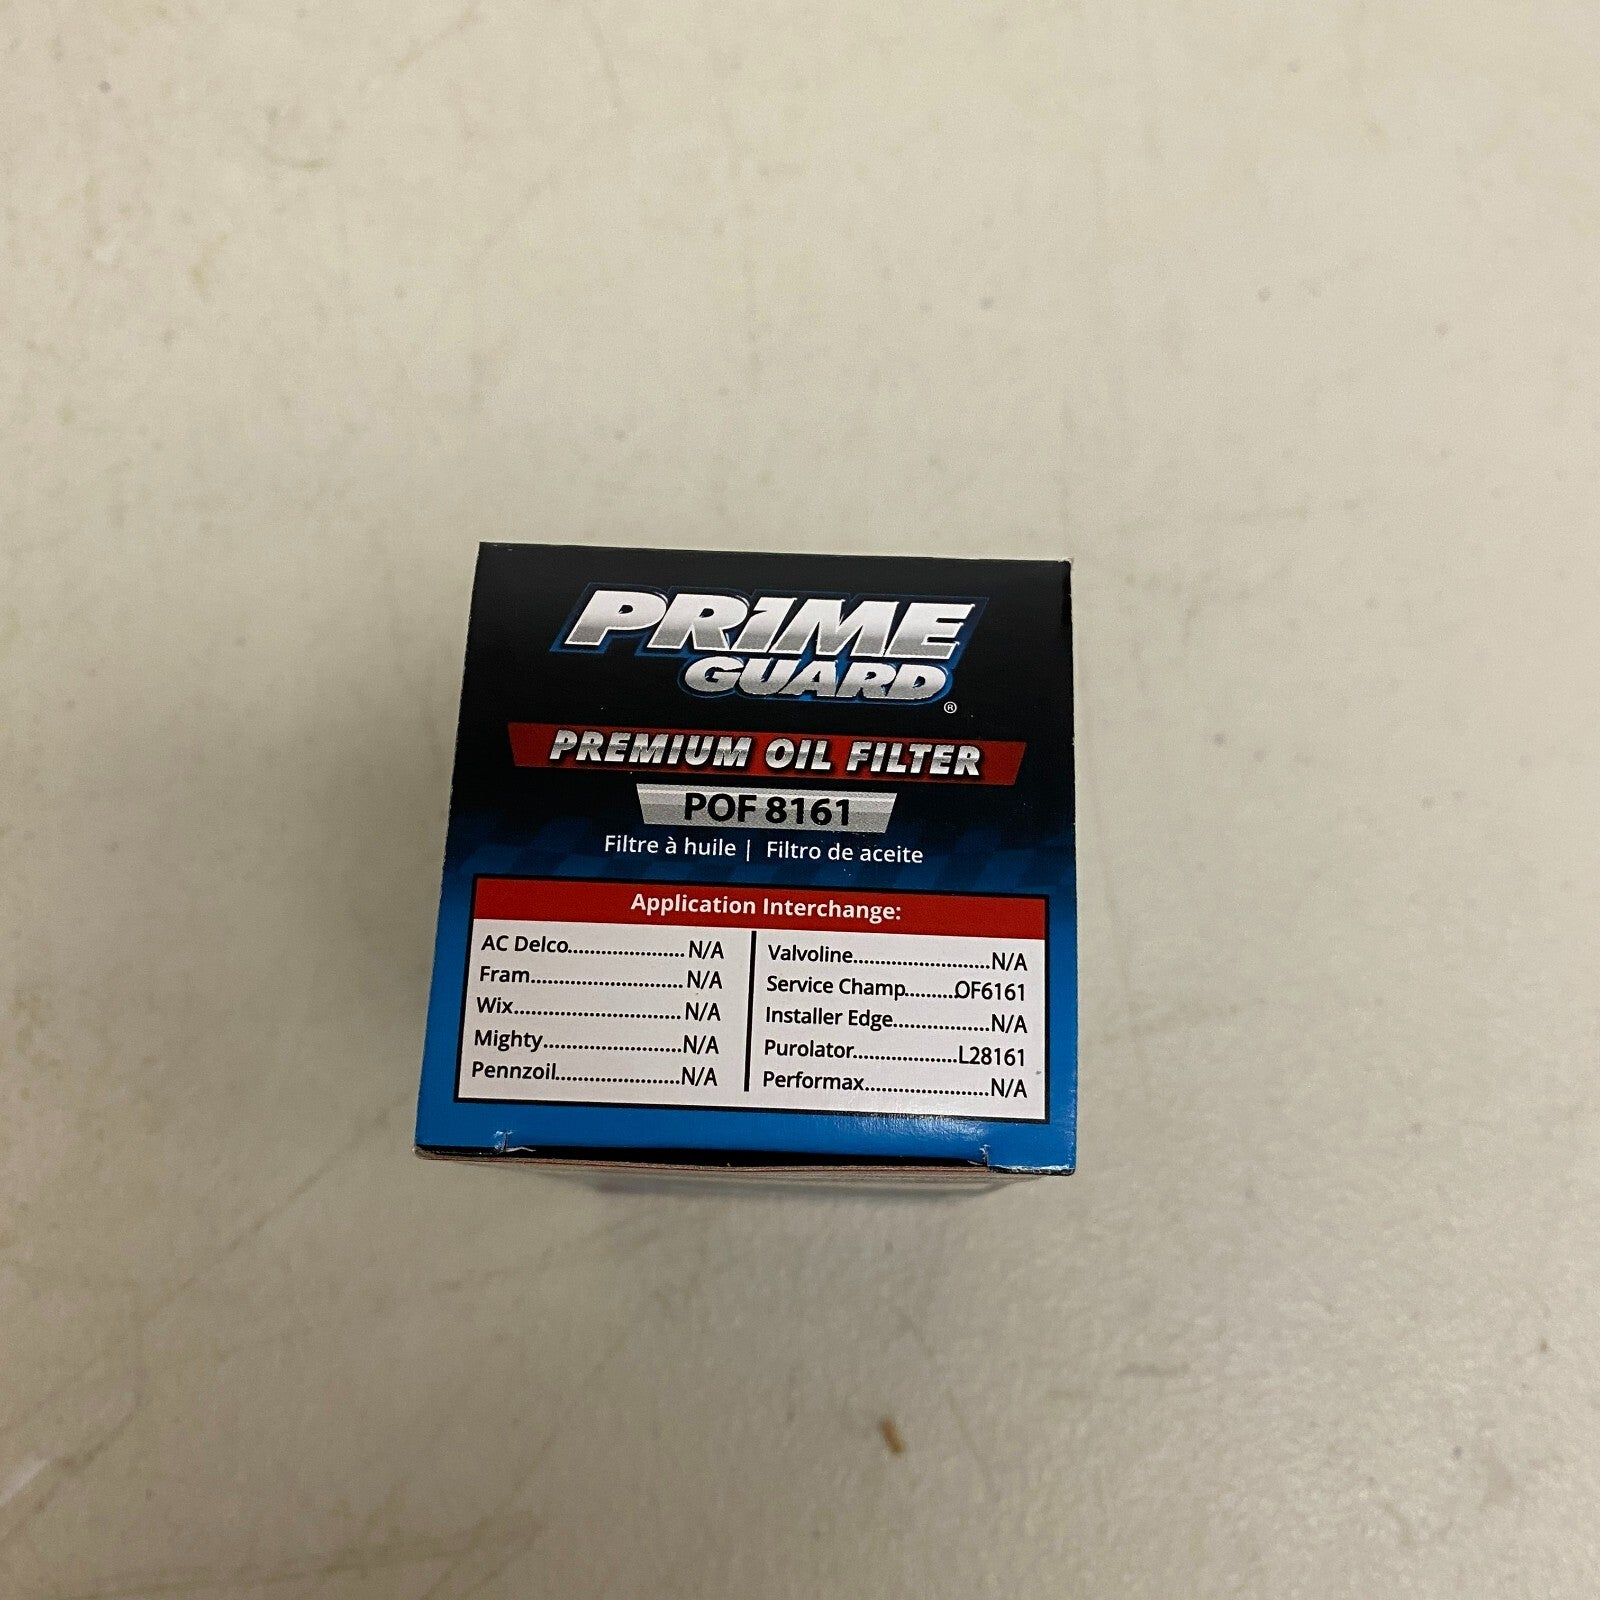 PRIME
GUARD®
PREMIUM OIL FILTER
POF 8161
Filtre à huile | Filtro de aceite
Application Interchange:
AC Delco......................N/A
Fram............................N/A
Wix...............................N/A
Mighty.........................N/A
Pennzoil.......................N/A
Valvoline.........................N/A
Service Champ..........OF6161
Installer Edge..................N/A
Purolator...................L28161
Performax.......................N/A